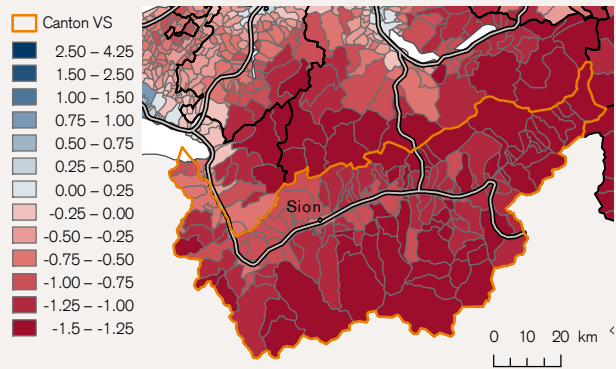 Canton VS
2.50 – 4.25
1.50 – 2.50
1.00 – 1.50
0.75 – 1.00
0.50 – 0.75
0.25 – 0.50
0.00 – 0.25
-0.25 – 0.00
-0.50 – -0.25
-0.75 – -0.50
-1.00 – -0.75
-1.25 – -1.00
-1.5 – -1.25
Sion
0 10 20 km